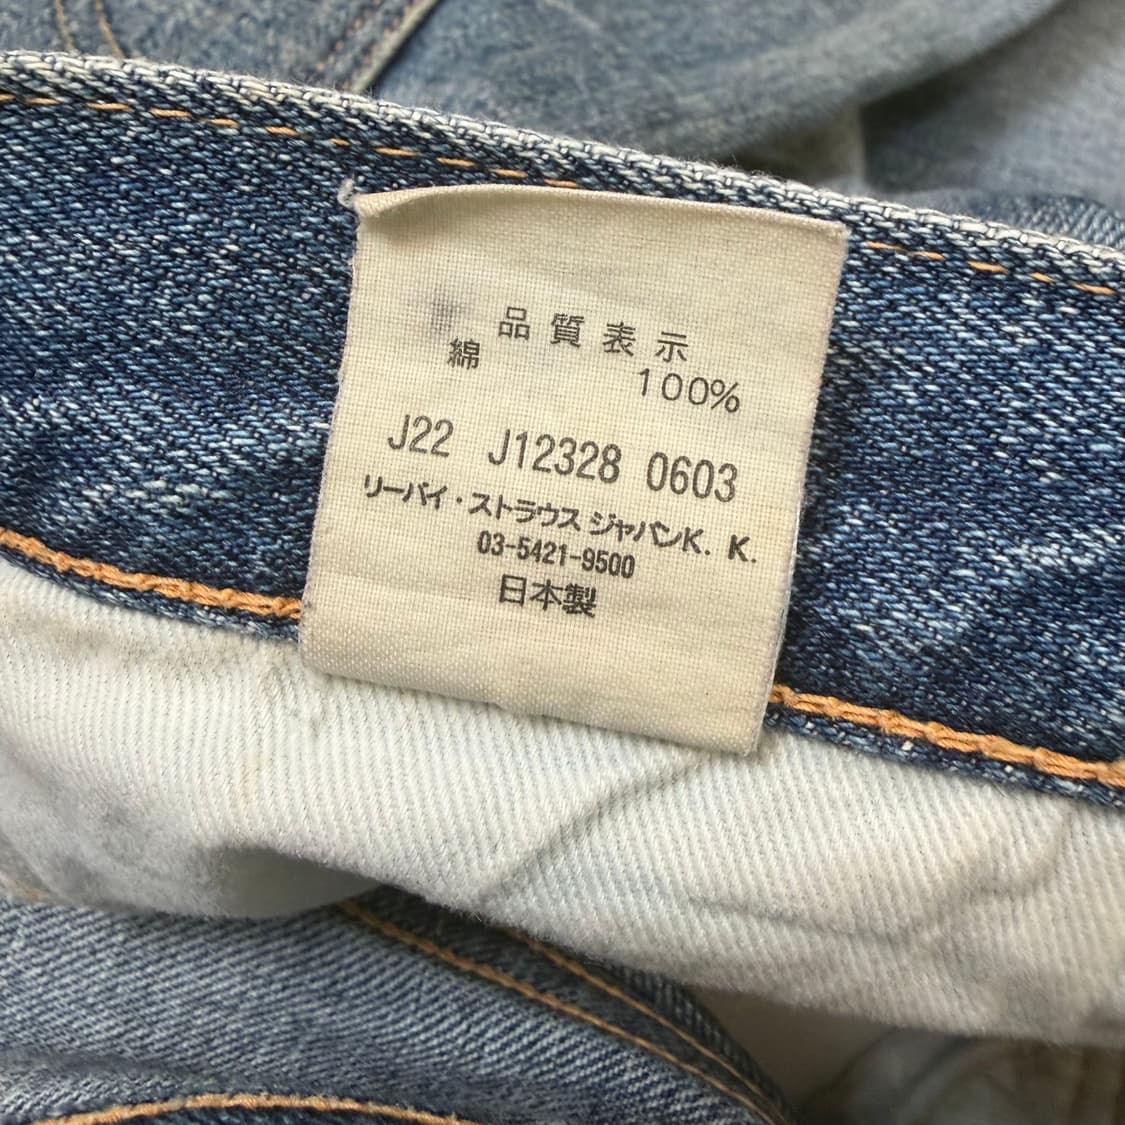 品質表示
綿 100%
J22 J12328 0603
リーバイ・ストラウス ジャパンK. K.
03-5421-9500
日本製